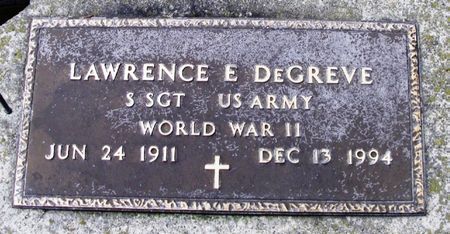 LAWRENCE E DEGREVE
S SGT US ARMY
WORLD WAR II
JUN 24 1911 DEC 13 1994